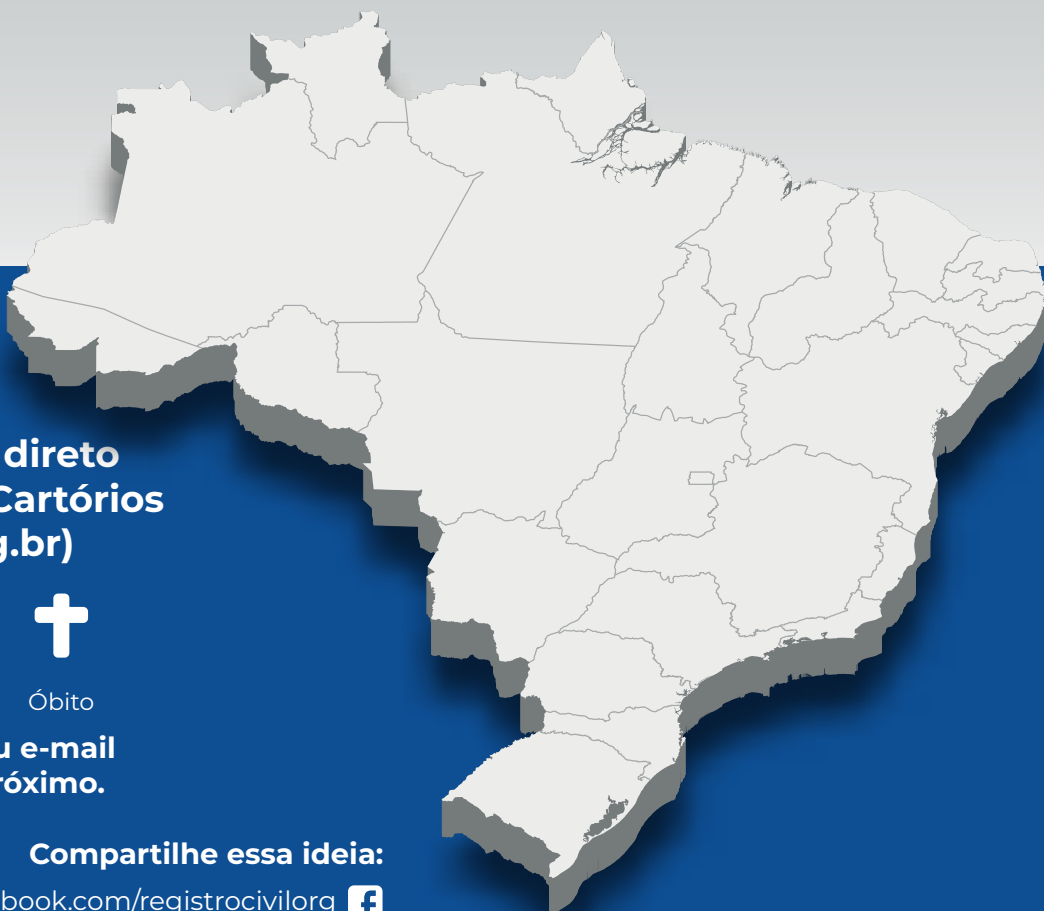 direto
Cartórios
g.br)
Óbito
u e-mail
róximo.
Compartilhe essa ideia:
book.com/registrocivilorg